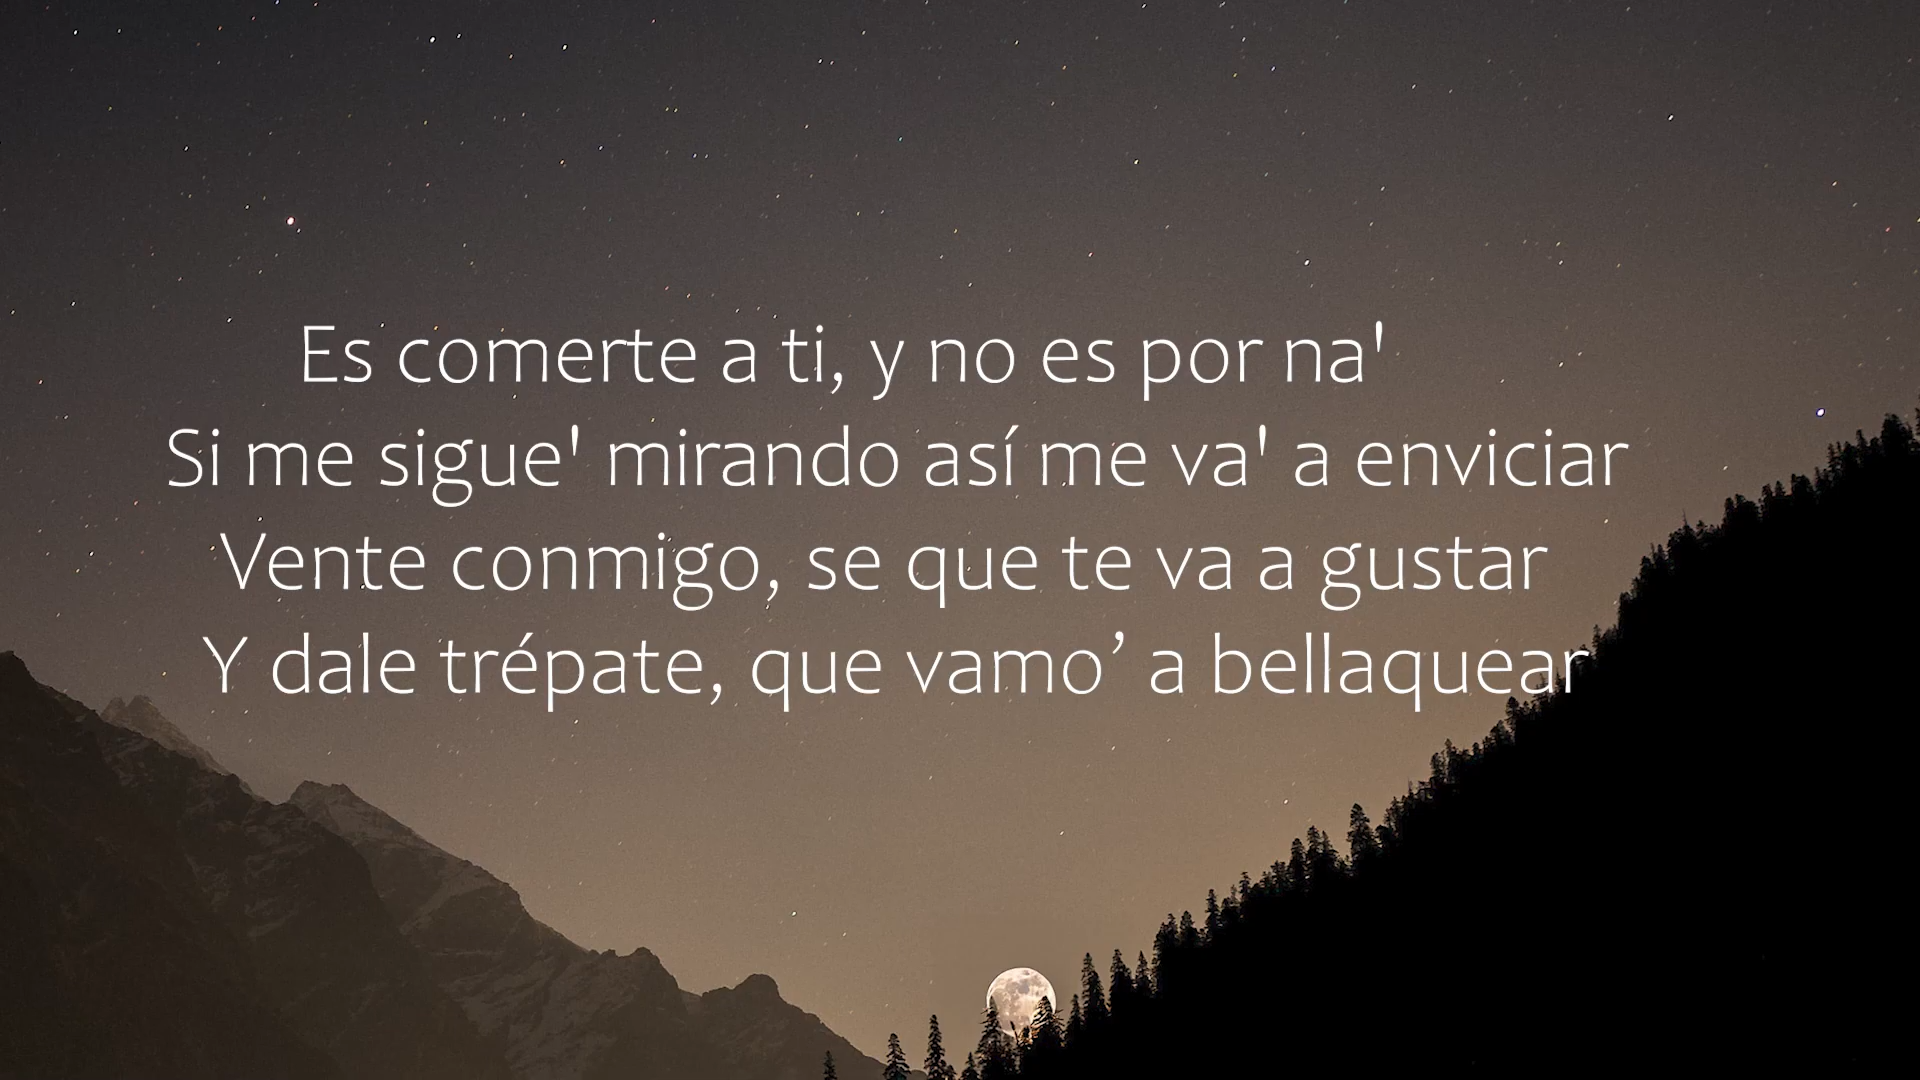 Es comerte a ti, y no es por na'
Si me sigue' mirando así me va' a enviciar
Vente conmigo, se que te va a gustar
Y dale trépate, que vamo’ a bellaquear